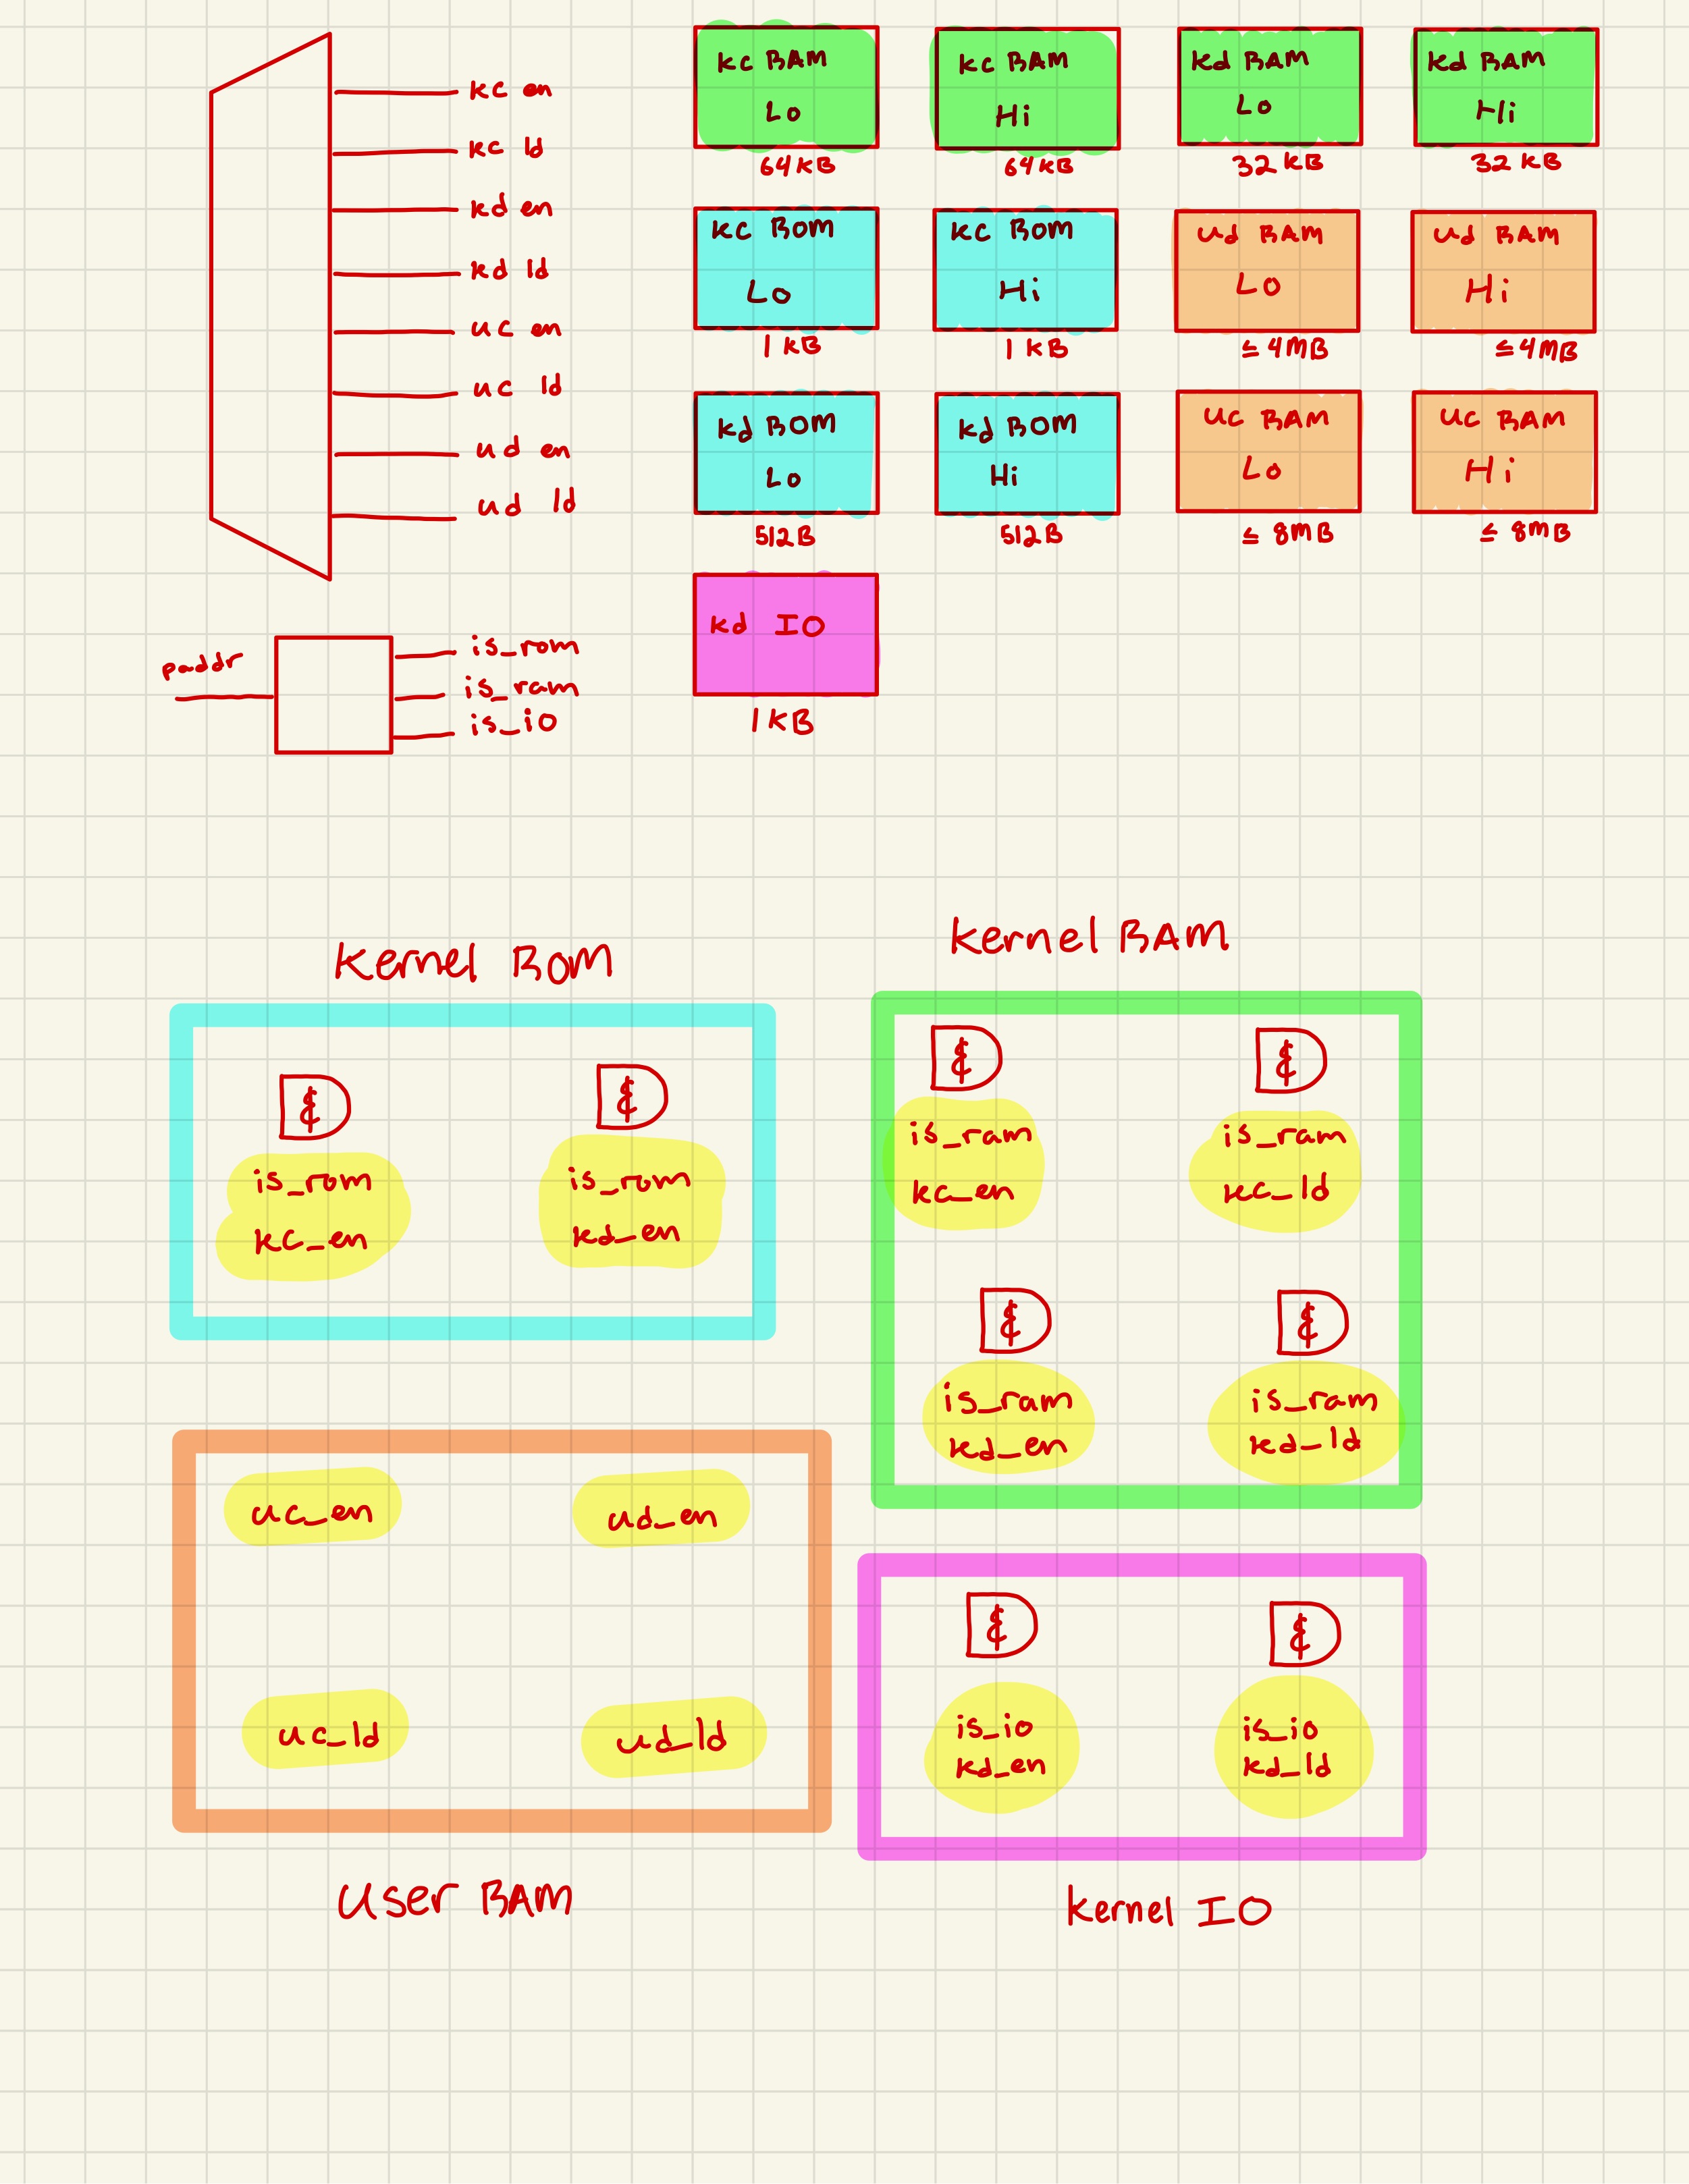 kc en
kc ld
kd en
kd ld
uc en
uc ld
ud en
ud ld
kc RAM
Lo
64KB
kc RAM
Hi
64KB
kd RAM
Lo
32KB
kd RAM
Hi
32KB
kc ROM
Lo
1KB
kc ROM
Hi
1KB
ud RAM
Lo
≤4MB
ud RAM
Hi
≤4MB
kd ROM
Lo
512B
kd ROM
Hi
512B
uc RAM
Lo
≤ 8MB
uc RAM
Hi
≤ 8MB
kd IO
1KB
paddr
is_rom
is_ram
is_io
Kernel ROM
&
is_rom
kc_en
&
is_rom
kd_en
Kernel RAM
&
is_ram
kc_en
&
is_ram
kc_ld
&
is_ram
kd_en
&
is_ram
kd_ld
uc_en
ud_en
uc_ld
ud_ld
User RAM
&
is_io
kd_en
&
is_io
kd_ld
Kernel IO